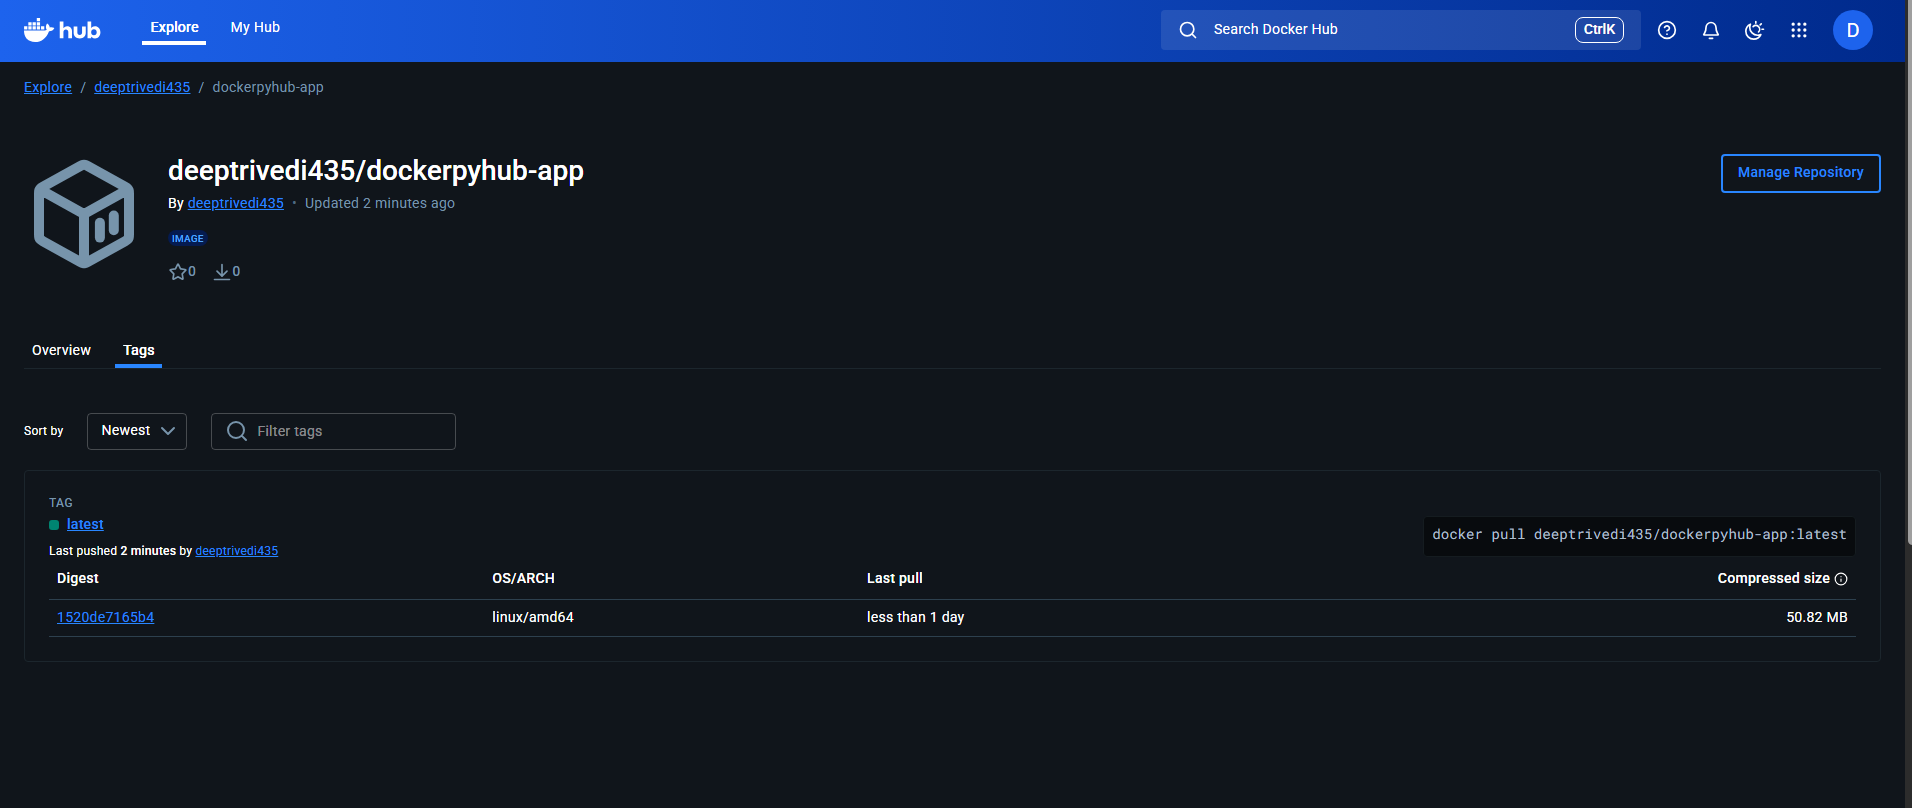 hub Explore My Hub Search Docker Hub CtrlK D
Explore / deeptrivedi435 / dockerpyhub-app
deeptrivedi435/dockerpyhub-app
Manage Repository
By deeptrivedi435 • Updated 2 minutes ago
IMAGE
0 0
Overview Tags
Sort by Newest Filter tags
TAG
latest
docker pull deeptrivedi435/dockerpyhub-app:latest
Last pushed 2 minutes by deeptrivedi435
Digest OS/ARCH Last pull Compressed size
1520de7165b4 linux/amd64 less than 1 day 50.82 MB